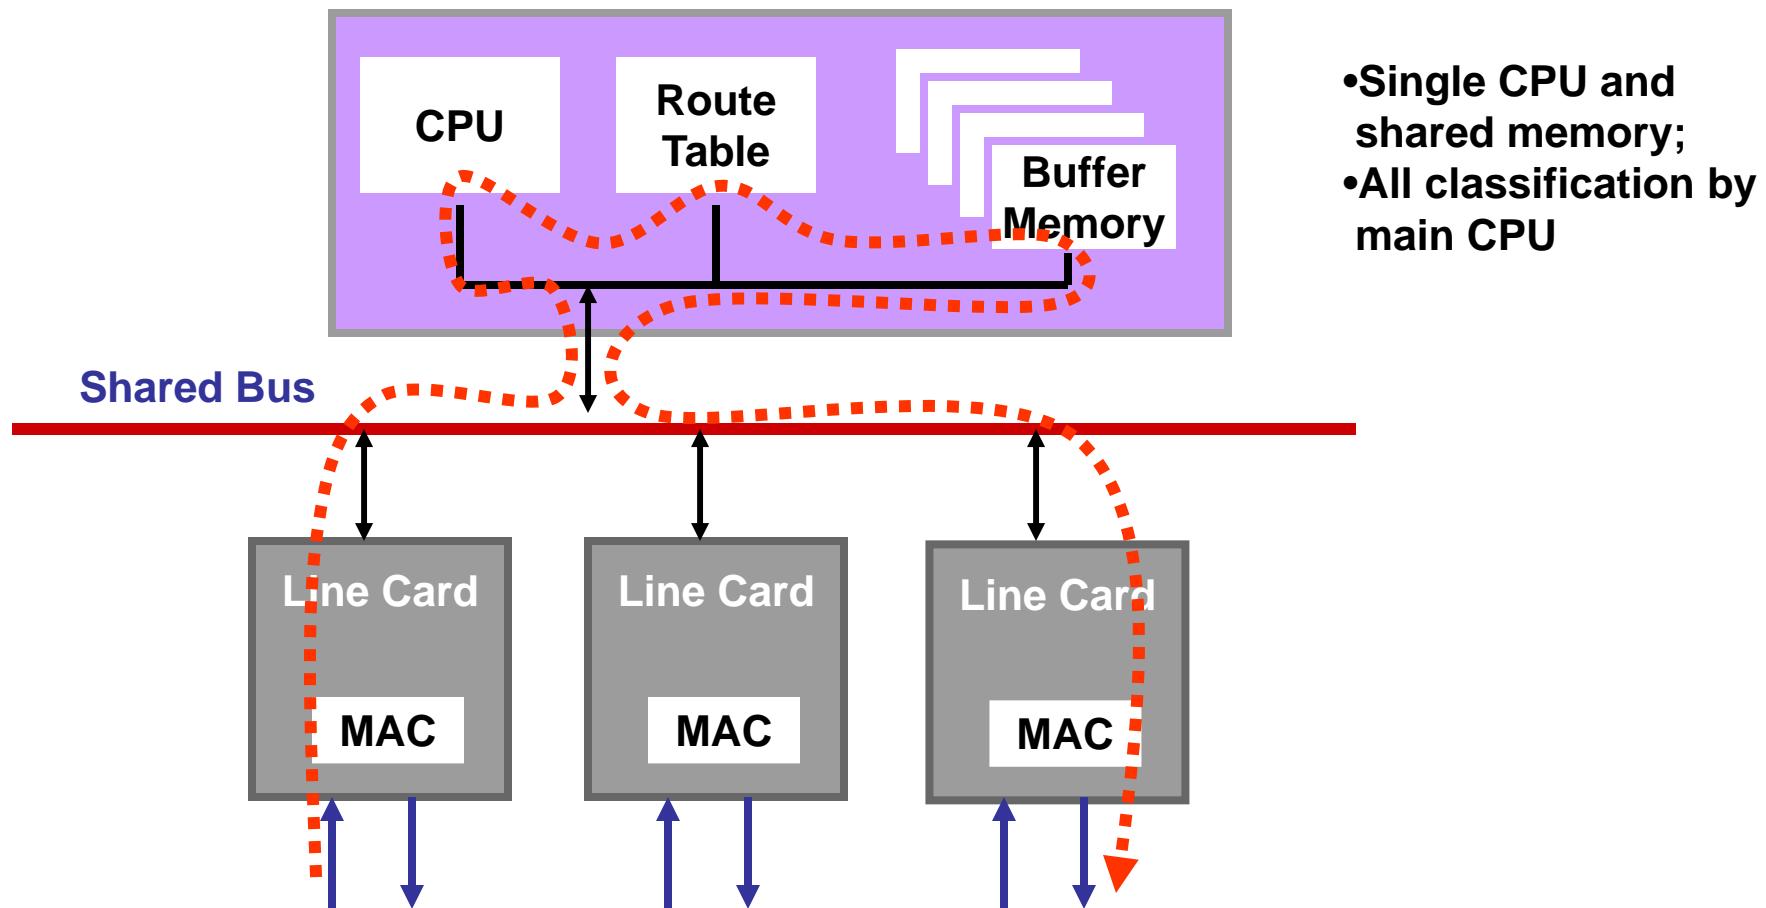 CPU
Route
Table
Buffer
Memory
•Single CPU and
shared memory;
•All classification by
main CPU
Shared Bus
Line Card
Line Card
Line Card
MAC
MAC
MAC